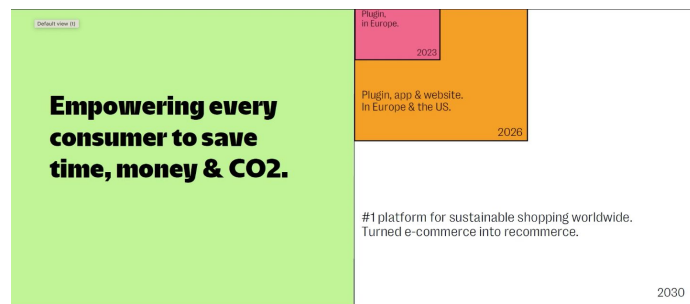 Default view (1)
Empowering every
consumer to save
time, money & CO2.
Plugin,
in Europe.
2023
Plugin, app & website.
In Europe & the US.
2026
#1 platform for sustainable shopping worldwide.
Turned e-commerce into recommerce.
2030